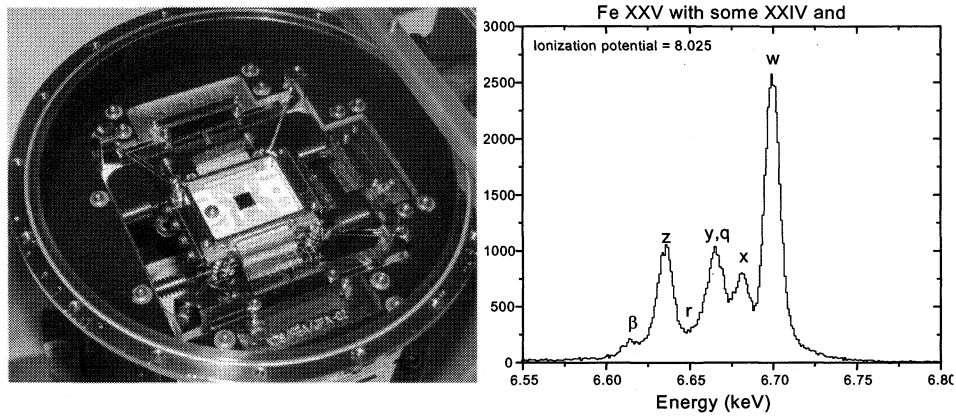 Fe XXV with some XXIV and
Ionization potential = 8.025
3000
2500
2000
1500
1000
500
0
w
z
y,q
x
r
β
6.55
6.60
6.65
6.70
6.75
6.80
Energy (keV)